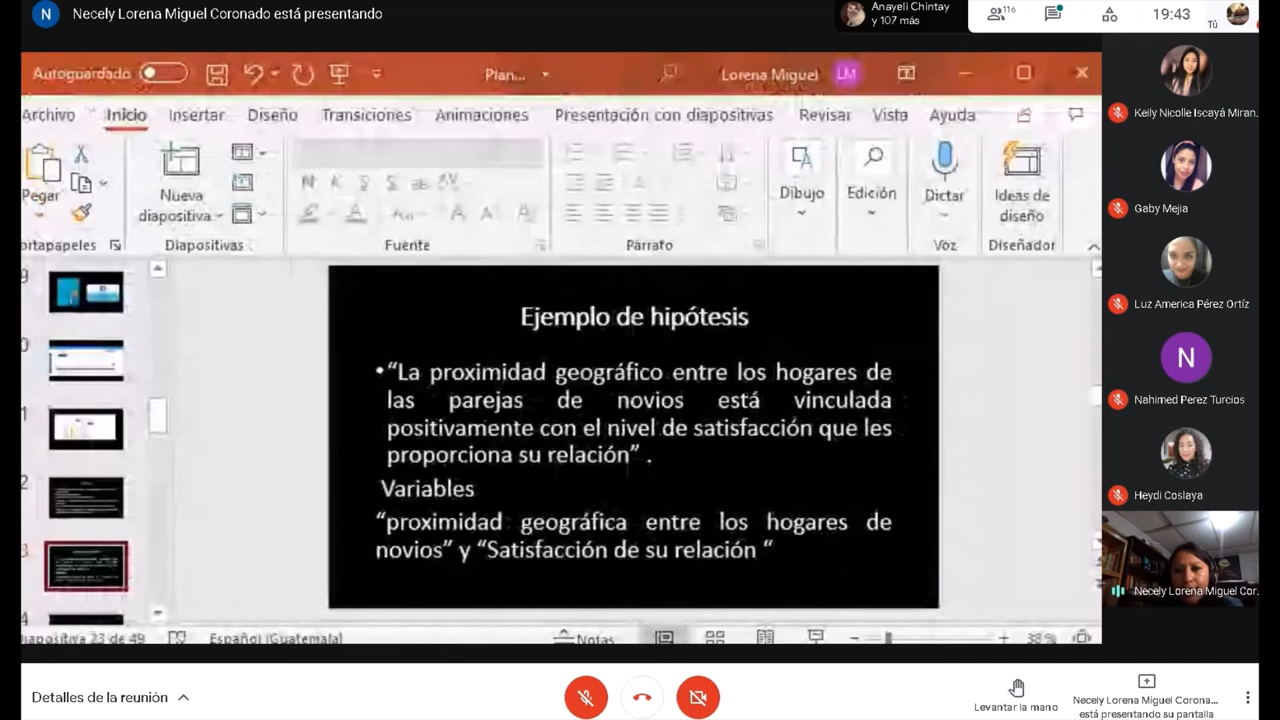 N Necely Lorena Miguel Coronado está presentando
Anayeli Chintay
y 107 más
116
19:43
Tú
Autoguardado
Plan...
Lorena Miguel LM
Archivo Inicio Insertar Diseño Transiciones Animaciones Presentación con diapositivas Revisar Vista Ayuda
Pegar
Nueva
diapositiva
Dibujo
Edición
Dictar
Ideas de
diseño
ortapapeles
Diapositivas
Fuente
Párrafo
Voz
Diseñador
Ejemplo de hipótesis
• “La proximidad geográfico entre los hogares de
las parejas de novios está vinculada
positivamente con el nivel de satisfacción que les
proporciona su relación” .
Variables
“proximidad geográfica entre los hogares de
novios” y “Satisfacción de su relación “
iapositiva 23 de 49
Español (Guatemala)
Notas
38 %
Keily Nicolle Iscayá Miran...
Gaby Mejia
Luz America Pérez Ortíz
N
Nahimed Perez Turcios
Heydi Coslaya
Necely Lorena Miguel Cor...
Detalles de la reunión
Levantar la mano
Necely Lorena Miguel Corona...
está presentando su pantalla